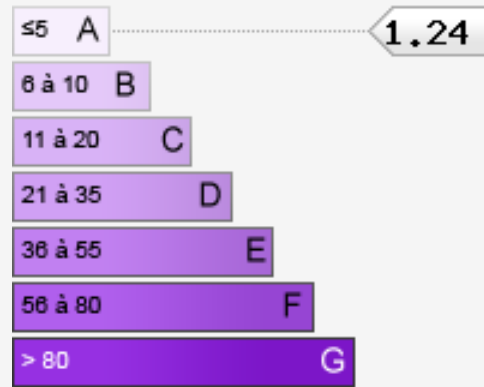 ≤5 A 1.24
6 à 10 B
11 à 20 C
21 à 35 D
36 à 55 E
56 à 80 F
> 80 G